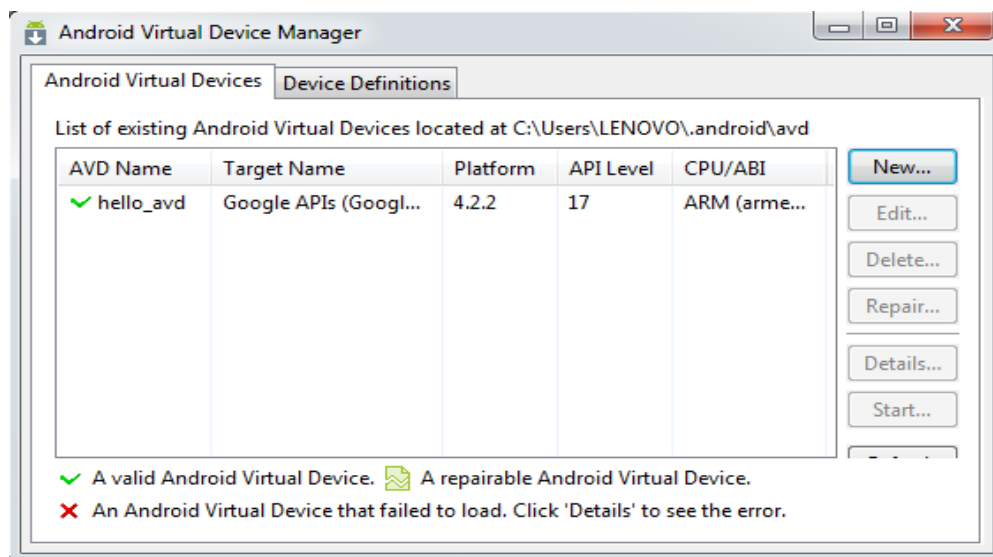 Android Virtual Device Manager
Android Virtual Devices Device Definitions
List of existing Android Virtual Devices located at C:\Users\LENOVO\.android\avd
AVD Name Target Name Platform API Level CPU/ABI
hello_avd Google APIs (Googl... 4.2.2 17 ARM (arme...
New...
Edit...
Delete...
Repair...
Details...
Start...
A valid Android Virtual Device. A repairable Android Virtual Device.
An Android Virtual Device that failed to load. Click 'Details' to see the error.